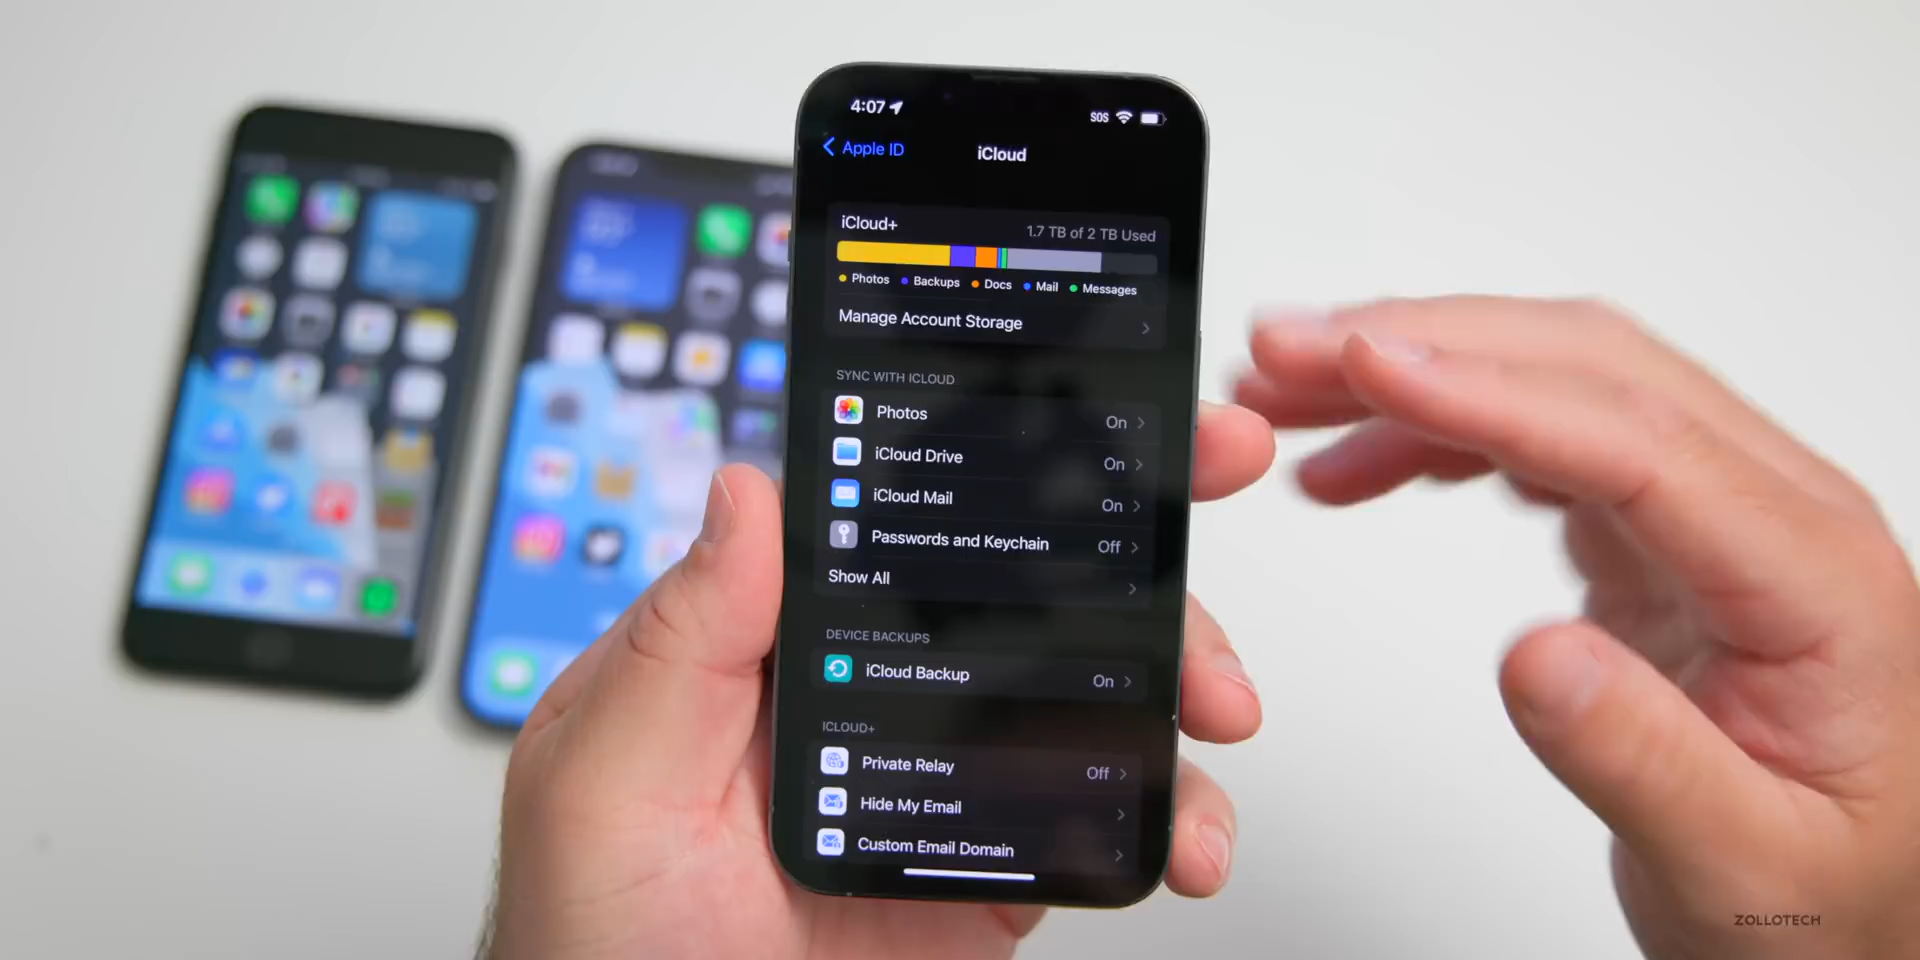 4:07
SOS
Apple ID
iCloud
iCloud+
1.7 TB of 2 TB Used
Photos
Backups
Docs
Mail
Messages
Manage Account Storage
SYNC WITH ICLOUD
Photos
On
iCloud Drive
On
iCloud Mail
On
Passwords and Keychain
Off
Show All
DEVICE BACKUPS
iCloud Backup
On
ICLOUD+
Private Relay
Off
Hide My Email
Custom Email Domain
ZOLLOTECH